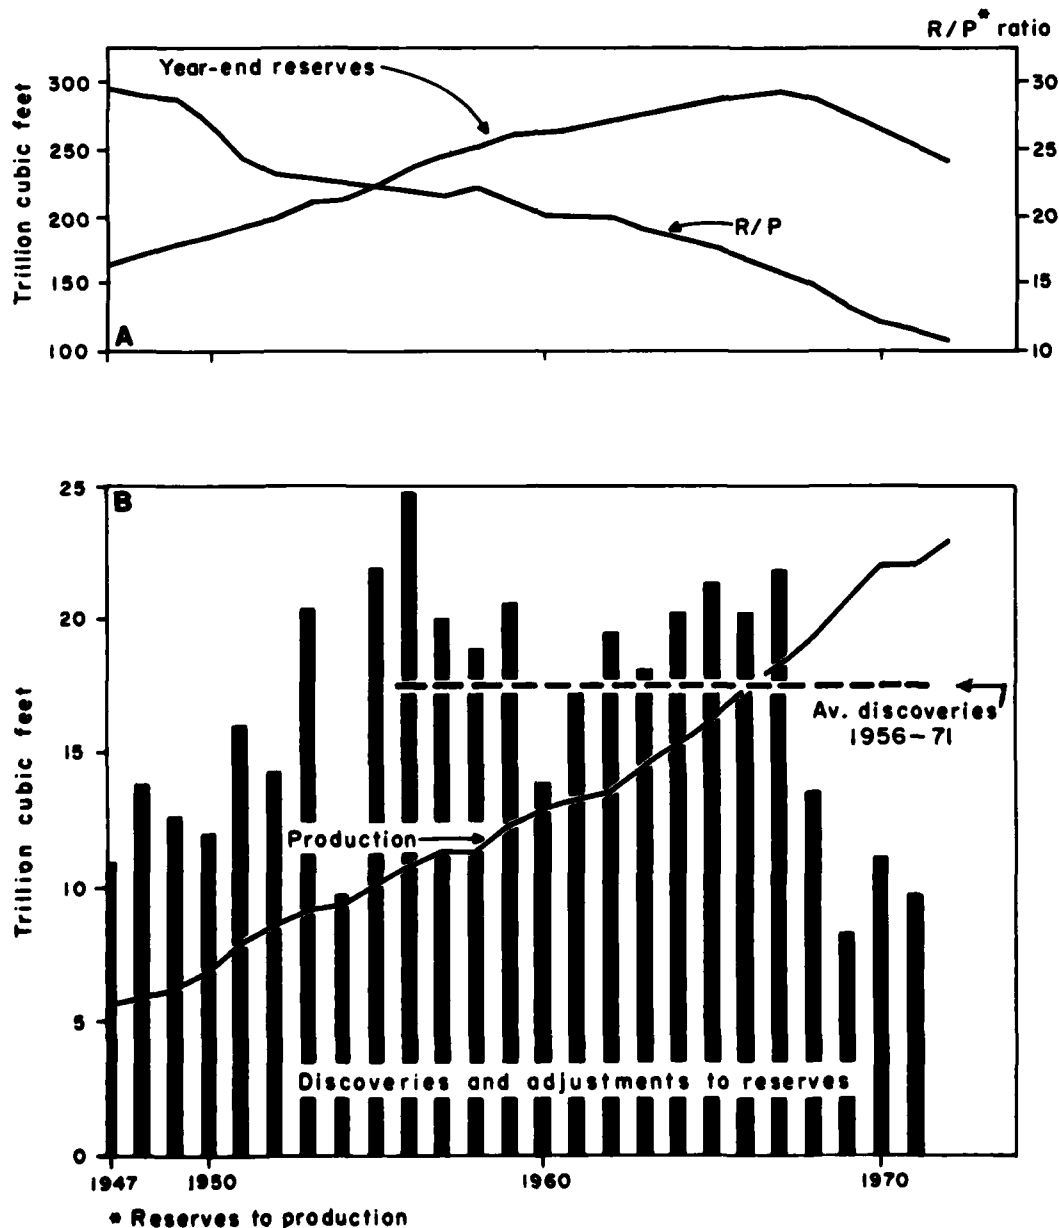 R/P* ratio
Year-end reserves
Trillion cubic feet
300
250
200
150
100
30
25
20
15
10
R/P
A
B
25
20
15
10
5
0
Trillion cubic feet
Av. discoveries
1956-71
Production
Discoveries and adjustments to reserves
1947
1950
1960
1970
* Reserves to production